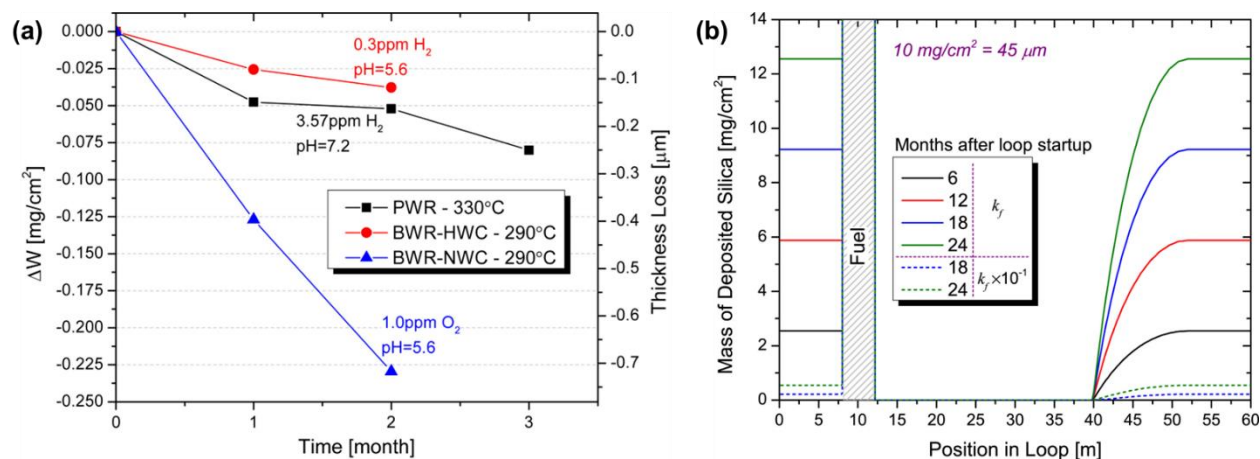 (a)
0.000
-0.025
-0.050
-0.075
-0.100
-0.125
-0.150
-0.175
-0.200
-0.225
-0.250
ΔW [mg/cm²]
0.3ppm H₂
pH=5.6
3.57ppm H₂
pH=7.2
PWR - 330°C
BWR-HWC - 290°C
BWR-NWC - 290°C
1.0ppm O₂
pH=5.6
0.0
-0.1
-0.2
-0.3
-0.4
-0.5
-0.6
-0.7
Thickness Loss [μm]
0 1 2 3
Time [month]
(b)
14
12
10
8
6
4
2
0
Mass of Deposited Silica [mg/cm²]
10 mg/cm² = 45 μm
Fuel
Months after loop startup
6
12
18
24
k_f
18
24
k_f×10⁻¹
0 5 10 15 20 25 30 35 40 45 50 55 60
Position in Loop [m]